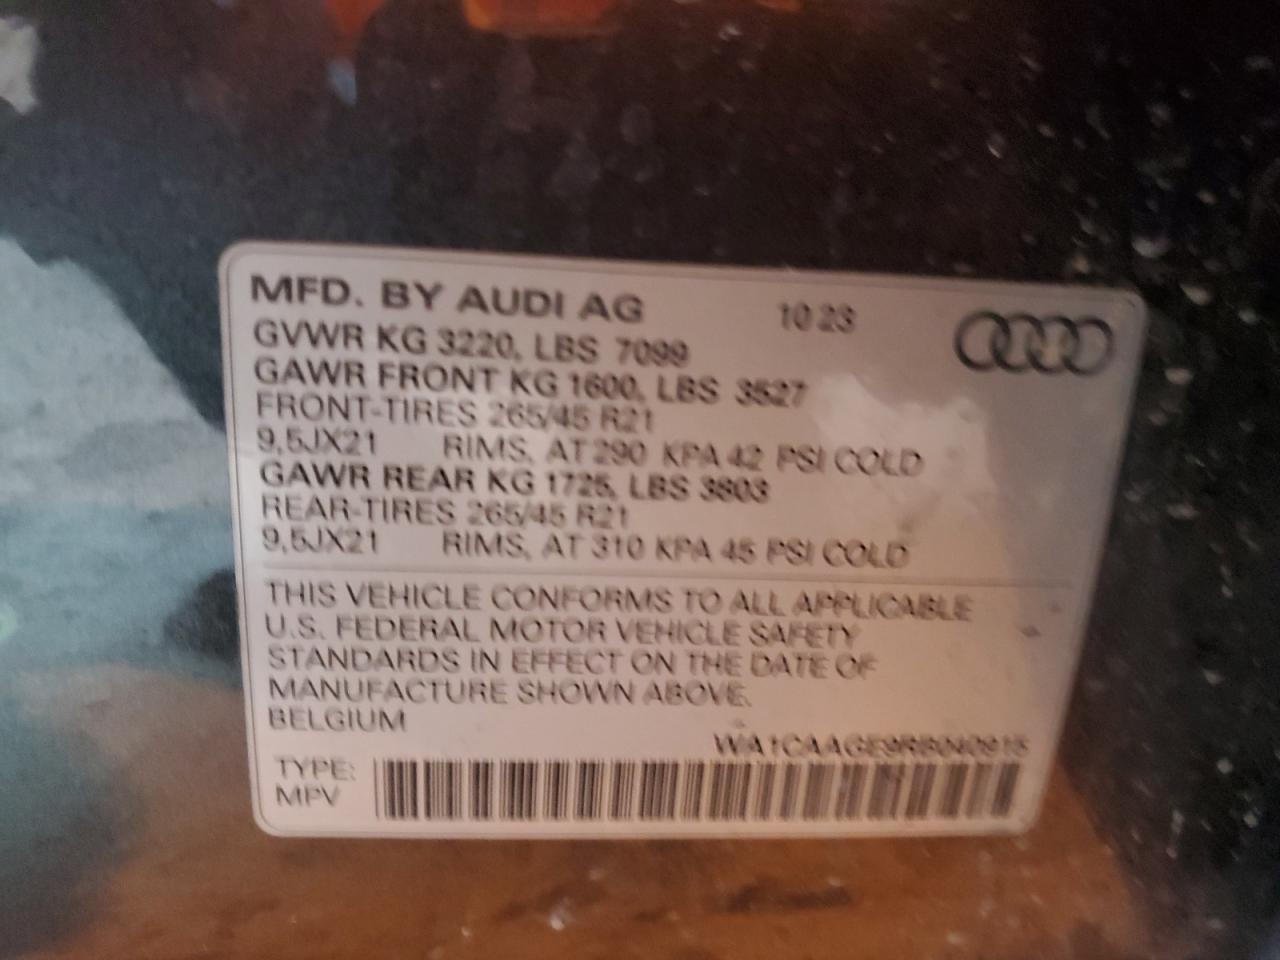 MFD. BY AUDI AG 10 23
GVWR KG 3220, LBS 7099
GAWR FRONT KG 1600, LBS 3527
FRONT-TIRES 265/45 R21
9,5JX21 RIMS, AT 290 KPA 42 PSI COLD
GAWR REAR KG 1725, LBS 3803
REAR-TIRES 265/45 R21
9,5JX21 RIMS, AT 310 KPA 45 PSI COLD
THIS VEHICLE CONFORMS TO ALL APPLICABLE
U.S. FEDERAL MOTOR VEHICLE SAFETY
STANDARDS IN EFFECT ON THE DATE OF
MANUFACTURE SHOWN ABOVE.
BELGIUM
WA1CAAGE9RB040915
TYPE:
MPV